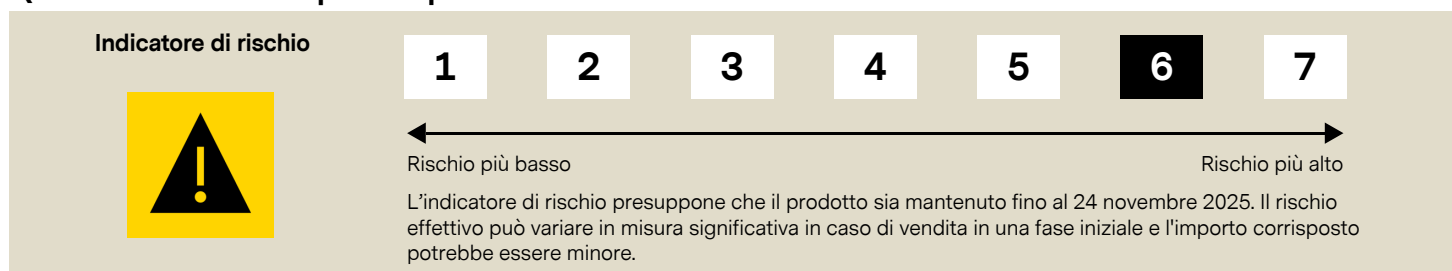 Indicatore di rischio
1 2 3 4 5 6 7
Rischio più basso Rischio più alto
L'indicatore di rischio presuppone che il prodotto sia mantenuto fino al 24 novembre 2025. Il rischio
effettivo può variare in misura significativa in caso di vendita in una fase iniziale e l'importo corrisposto
potrebbe essere minore.